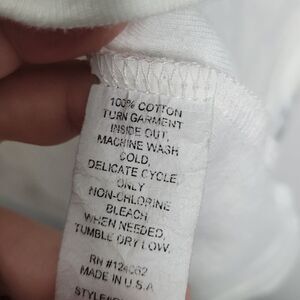 100% COTTON
TURN GARMENT
INSIDE OUT,
MACHINE WASH
COLD,
DELICATE CYCLE
ONLY
NON-CHLORINE
BLEACH
WHEN NEEDED,
TUMBLE DRY LOW.
RN #124062
MADE IN U.S.A